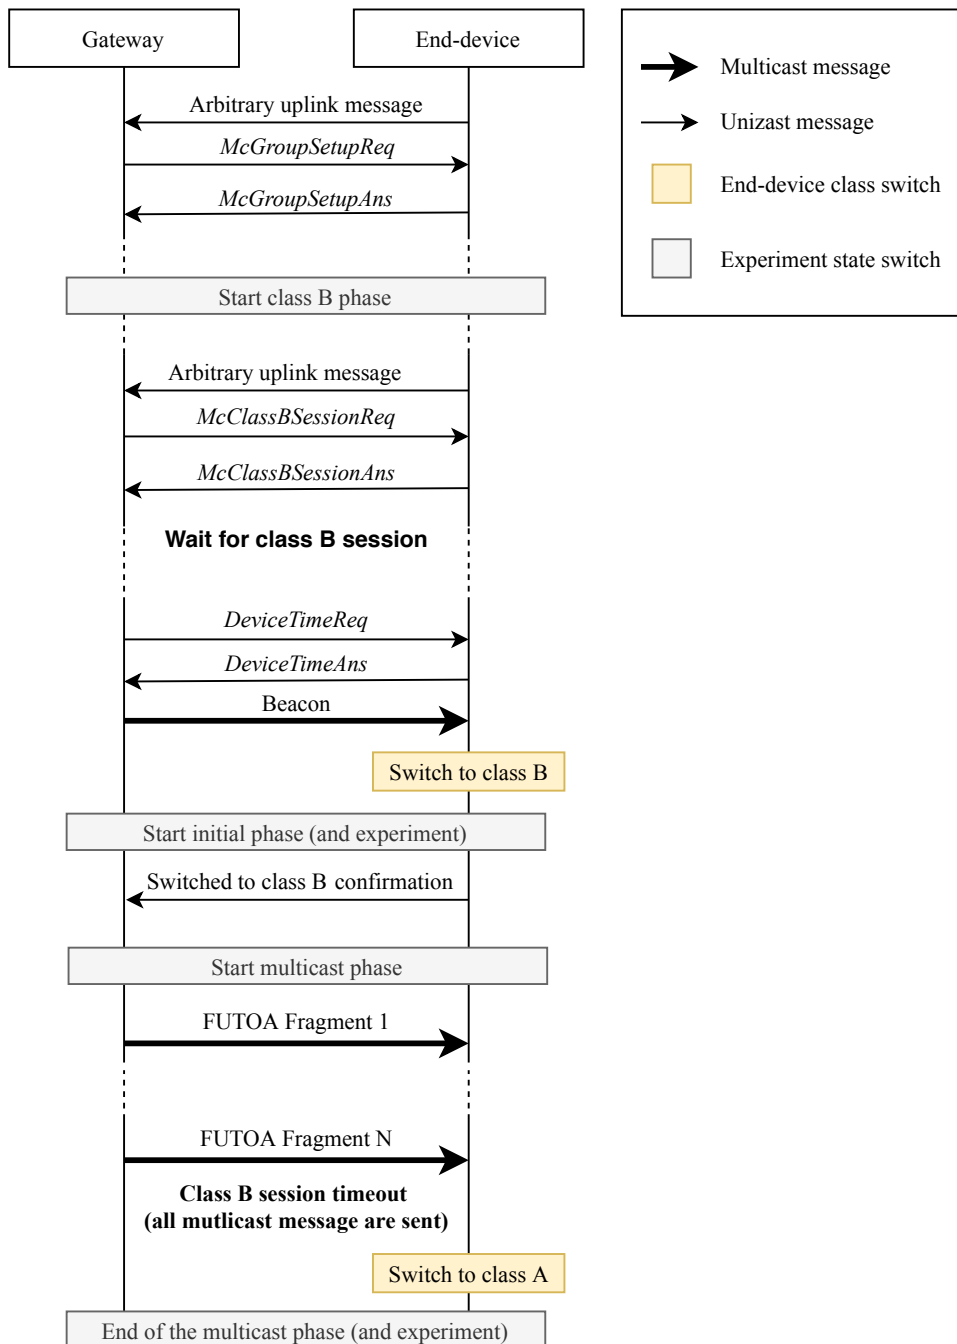 Gateway
End-device
Arbitrary uplink message
McGroupSetupReq
McGroupSetupAns
Start class B phase
Arbitrary uplink message
McClassBSessionReq
McClassBSessionAns
Wait for class B session
DeviceTimeReq
DeviceTimeAns
Beacon
Switch to class B
Start initial phase (and experiment)
Switched to class B confirmation
Start multicast phase
FUTOA Fragment 1
FUTOA Fragment N
Class B session timeout
(all mutlicast message are sent)
Switch to class A
End of the multicast phase (and experiment)
Multicast message
Unizast message
End-device class switch
Experiment state switch